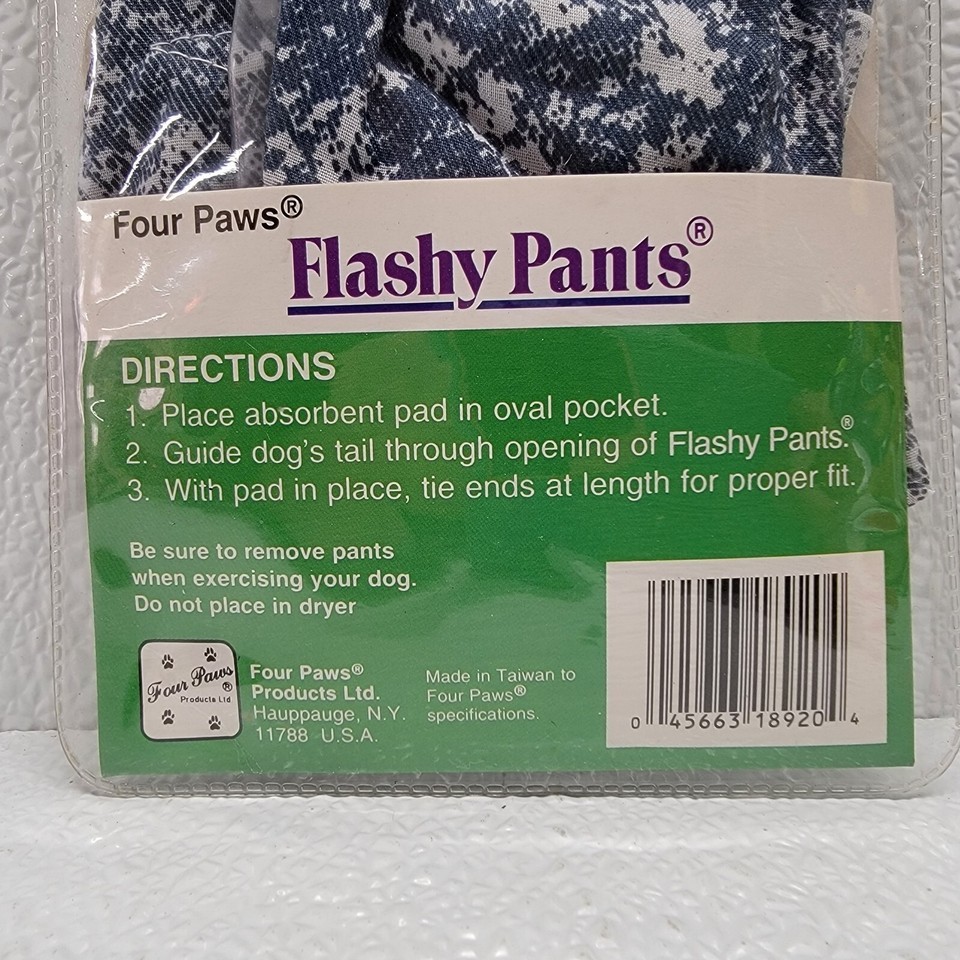 Four Paws®
Flashy Pants®
DIRECTIONS
1. Place absorbent pad in oval pocket.
2. Guide dog's tail through opening of Flashy Pants.®
3. With pad in place, tie ends at length for proper fit.
Be sure to remove pants
when exercising your dog.
Do not place in dryer
Four Paws
®
Products Ltd
Four Paws®
Products Ltd.
Hauppauge, N.Y.
11788 U.S.A.
Made in Taiwan to
Four Paws®
specifications.
0 45663 18920 4